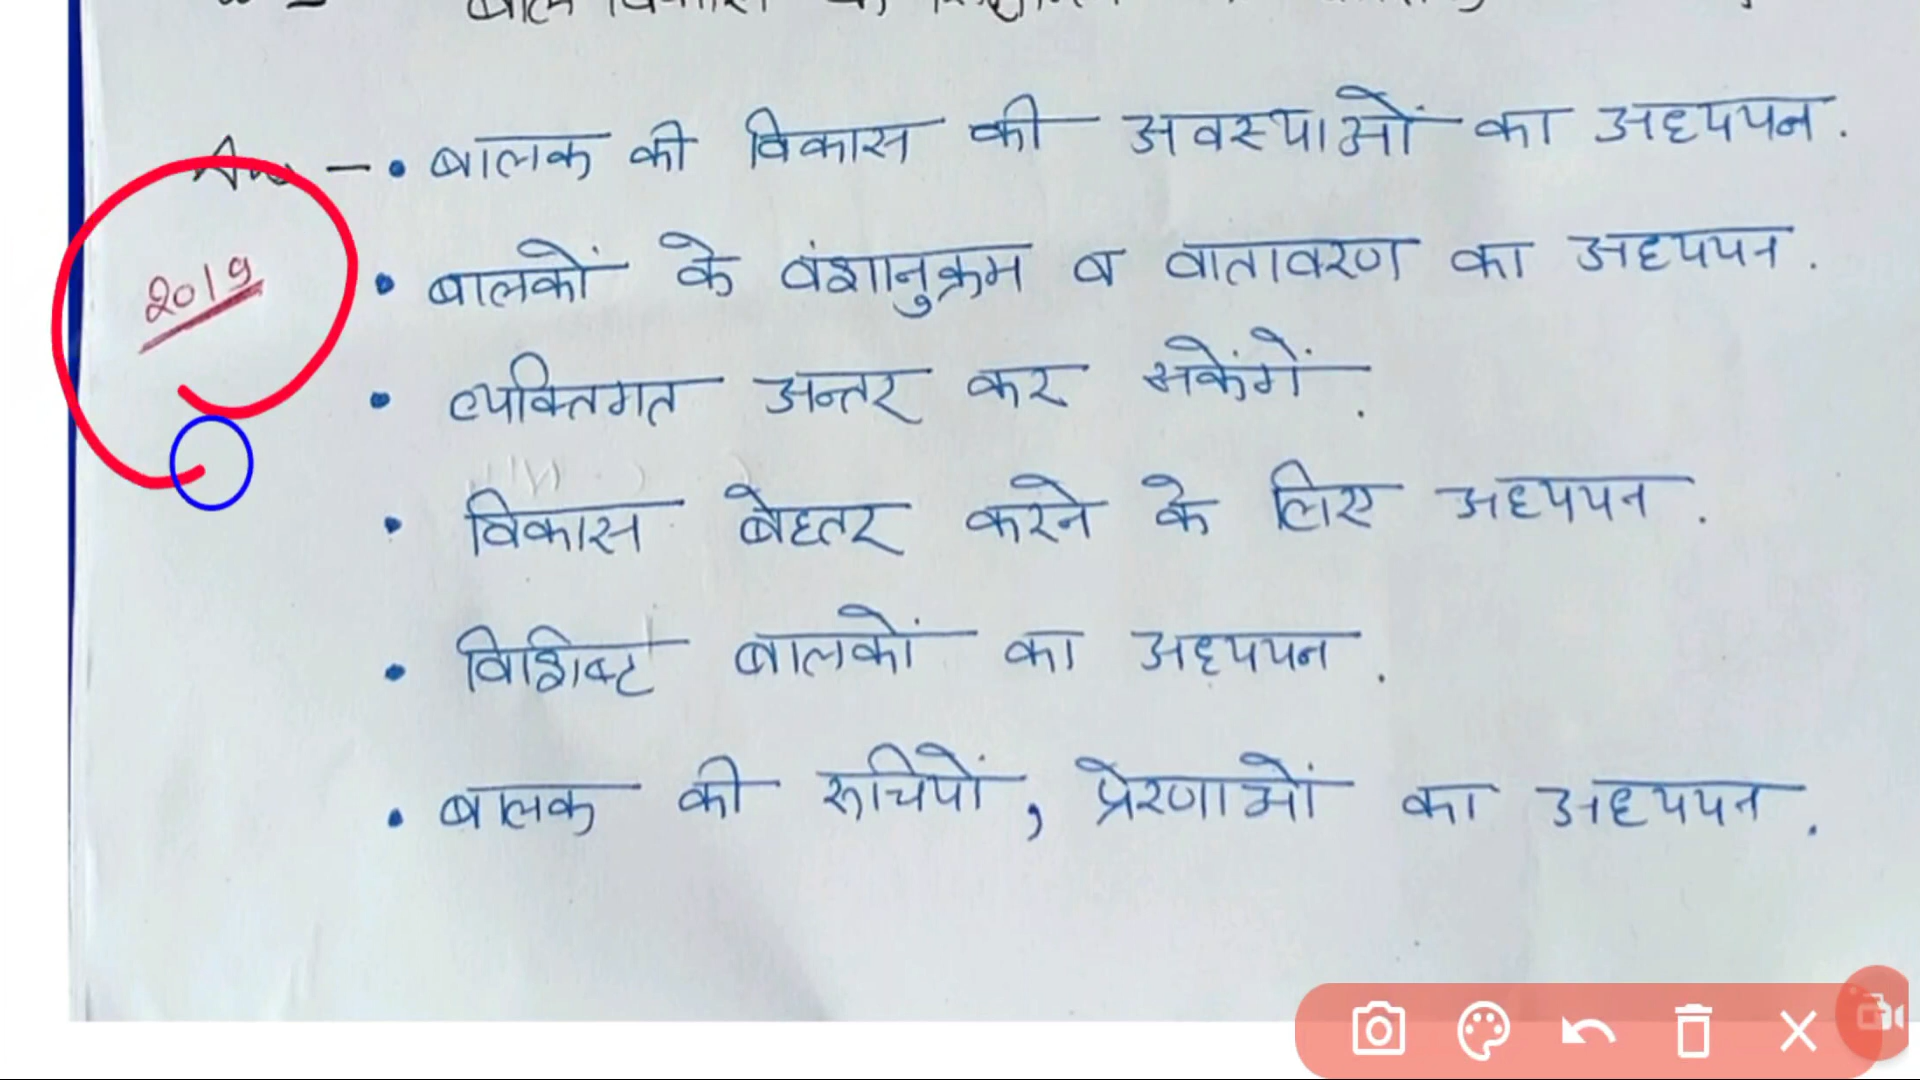 बाल विकास के
Ans - • बालक की विकास की अवस्थाओं का अध्ययन.
2019
• बालकों के वंशानुक्रम व वातावरण का अध्ययन.
• व्यक्तिगत अन्तर कर सकेंगें.
• विकास बेहतर करने के लिए अध्ययन.
• विशिष्ट बालकों का अध्ययन.
• बालक की रूचियों, प्रेरणाओं का अध्ययन.